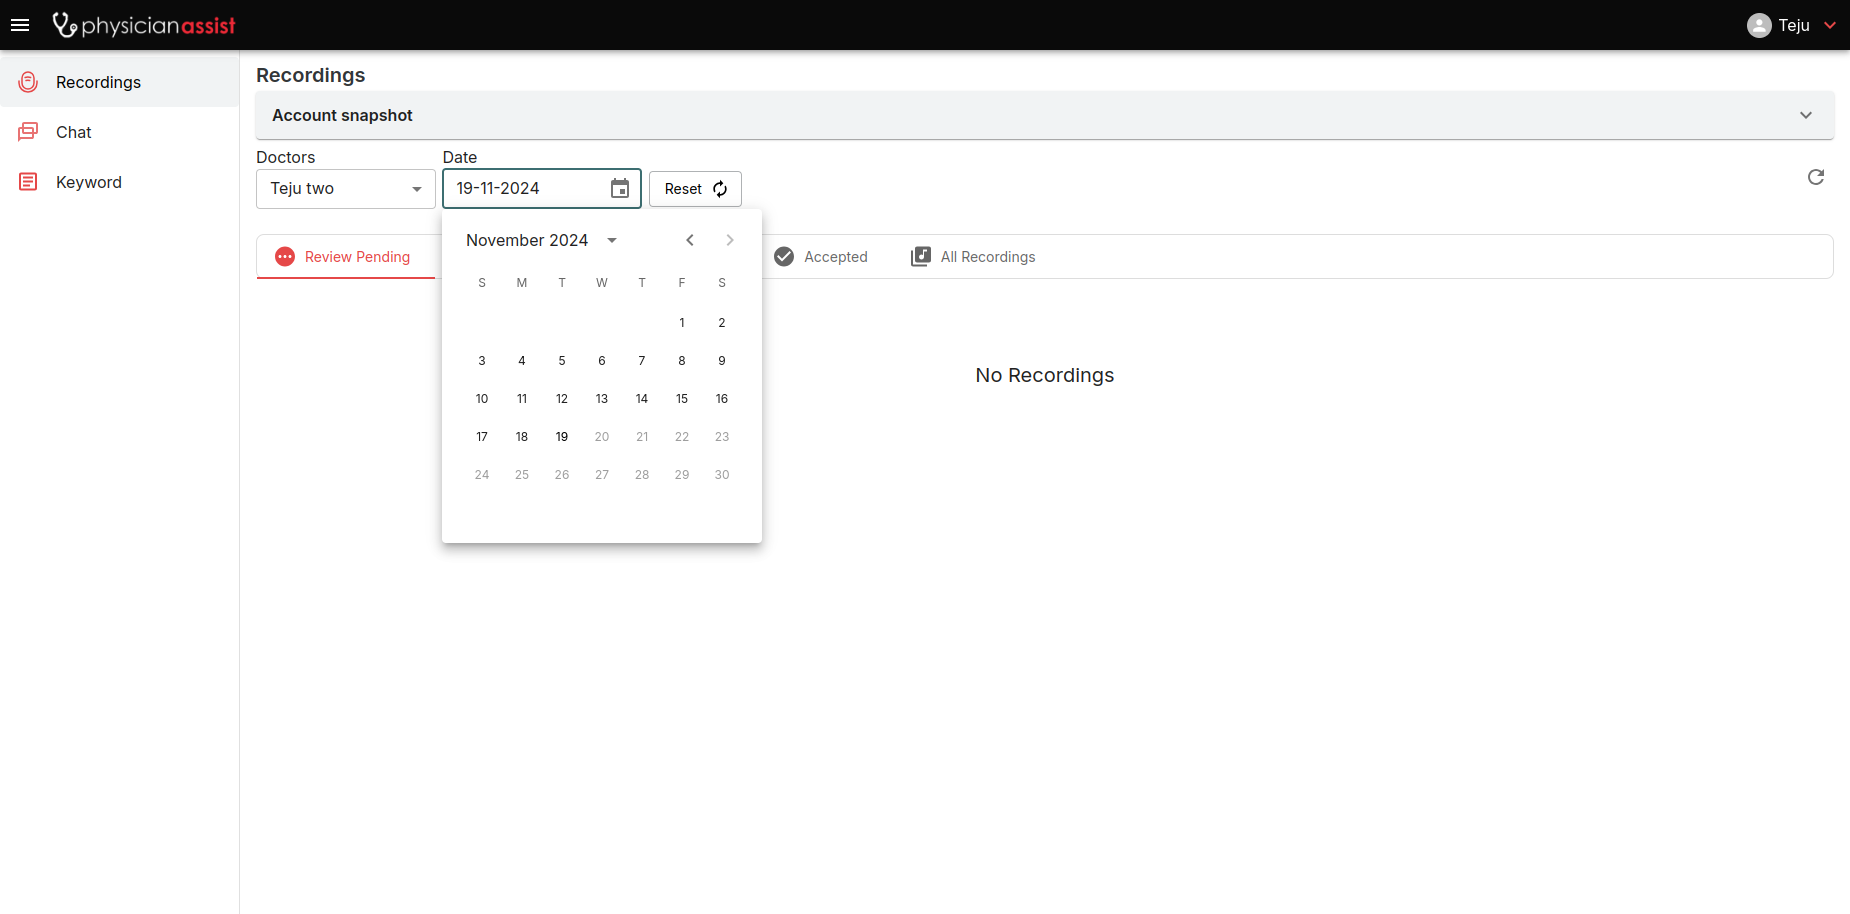 physicianassist
Teju
Recordings
Chat
Keyword
Recordings
Account snapshot
Doctors
Date
Teju two
19-11-2024
Reset
November 2024
S M T W T F S
1 2
3 4 5 6 7 8 9
10 11 12 13 14 15 16
17 18 19 20 21 22 23
24 25 26 27 28 29 30
Review Pending
Accepted
All Recordings
No Recordings